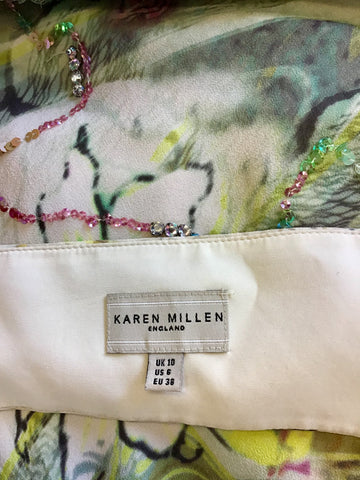 KAREN MILLEN
ENGLAND
UK 10
US 6
EU 38